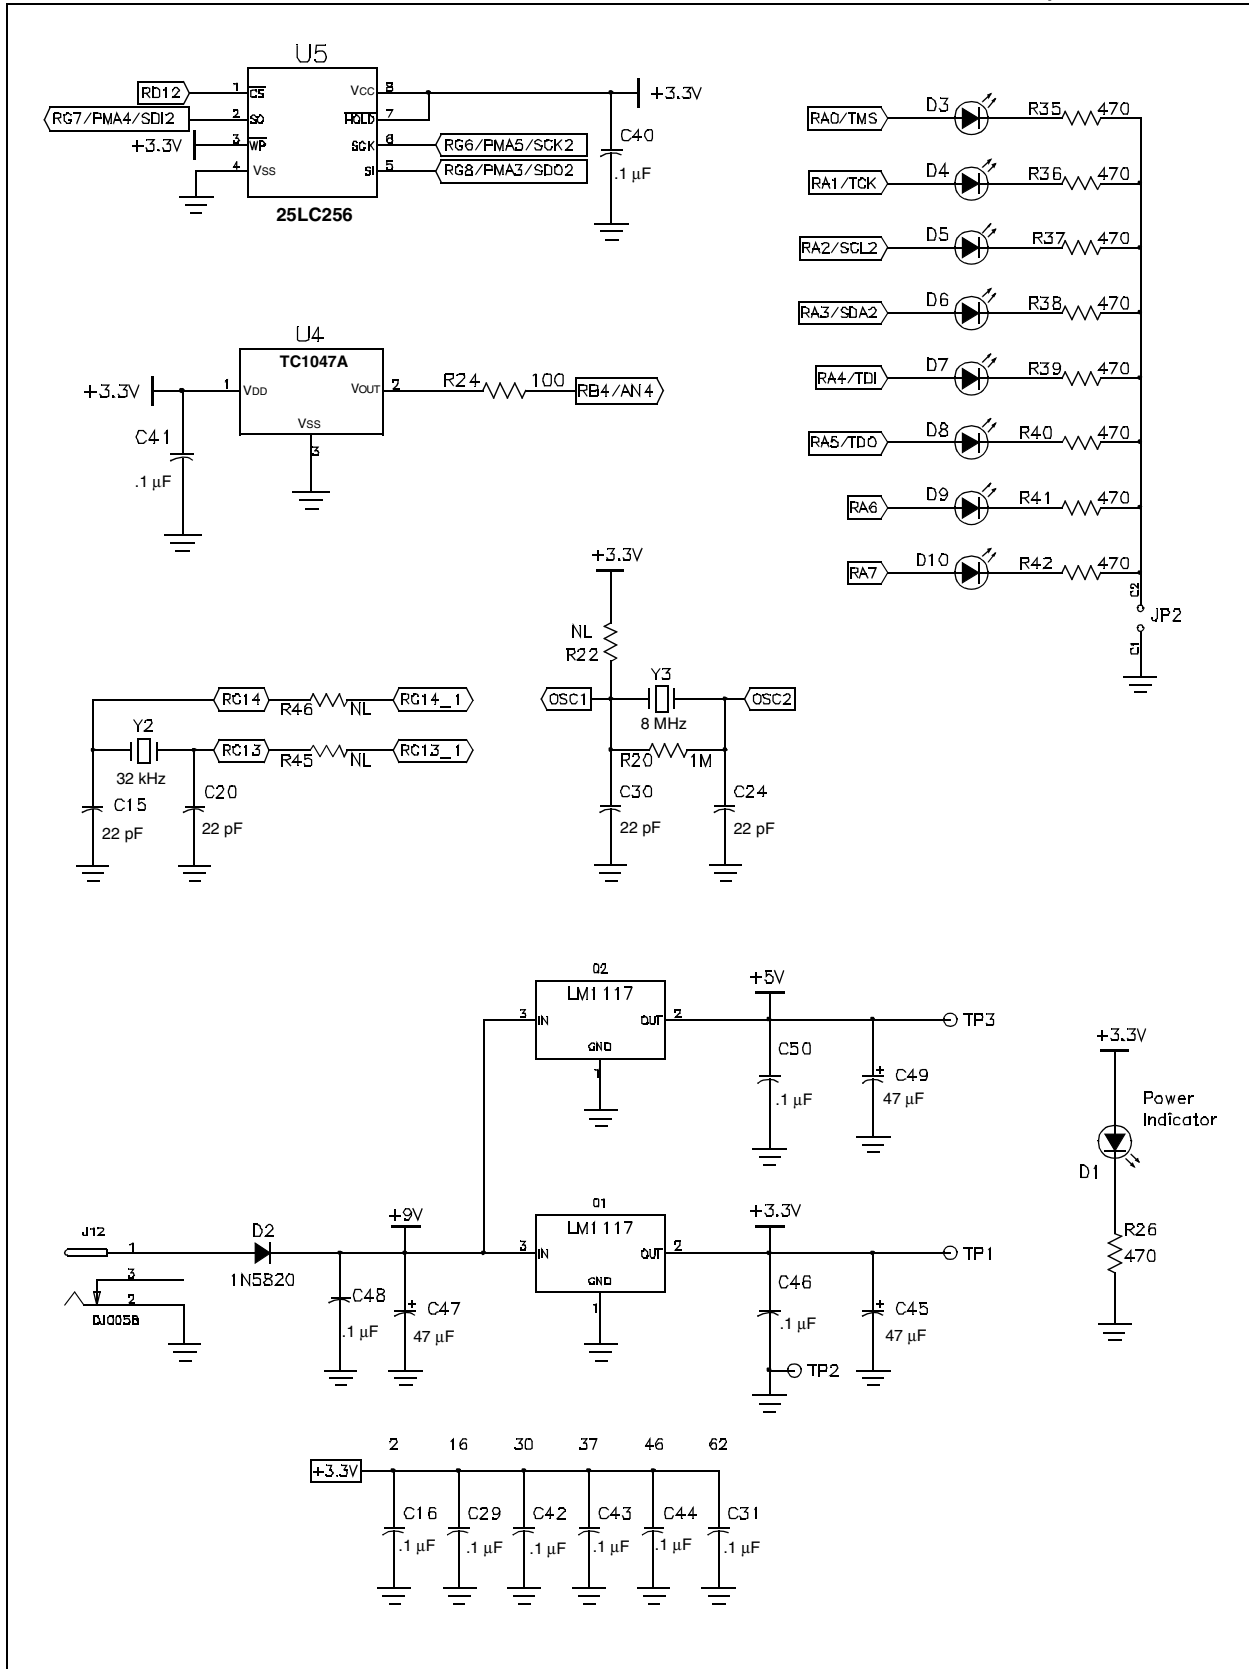 U5
RD12 1 CS VCC 8 +3.3V
RG7/PMA4/SDI2 2 SO HOLD 7
+3.3V 3 WP SCK 6 RG6/PMA5/SCK2
4 VSS SI 5 RG8/PMA3/SDO2
25LC256
C40
.1 µF
RA0/TMS D3 R35 470
RA1/TCK D4 R36 470
RA2/SCL2 D5 R37 470
RA3/SDA2 D6 R38 470
RA4/TDI D7 R39 470
RA5/TDO D8 R40 470
RA6 D9 R41 470
RA7 D10 R42 470
C2
JP2
C1
U4
TC1047A
+3.3V 1 VDD VOUT 2 R24 100 RB4/AN4
VSS
3
C41
.1 µF
+3.3V
NL
R22
OSC1 Y3 OSC2
8 MHz
R20 1M
C30 C24
22 pF 22 pF
RC14 R46 NL RC14_1
Y2 RC13 R45 NL RC13_1
32 kHz
C15 C20
22 pF 22 pF
Q2
LM1117
3 IN OUT 2
GND
1
+5V
TP3
C50
.1 µF
C49
+
47 µF
+3.3V
Power
Indicator
D1
R26
470
J12
1
3
2
DJ005B
D2
1N5820
+9V
C48
.1 µF
+
C47
47 µF
Q1
LM1117
3 IN OUT 2
GND
1
+3.3V
TP1
C46
.1 µF
TP2
+
C45
47 µF
2 16 30 37 46 62
+3.3V
C16 C29 C42 C43 C44 C31
.1 µF .1 µF .1 µF .1 µF .1 µF .1 µF